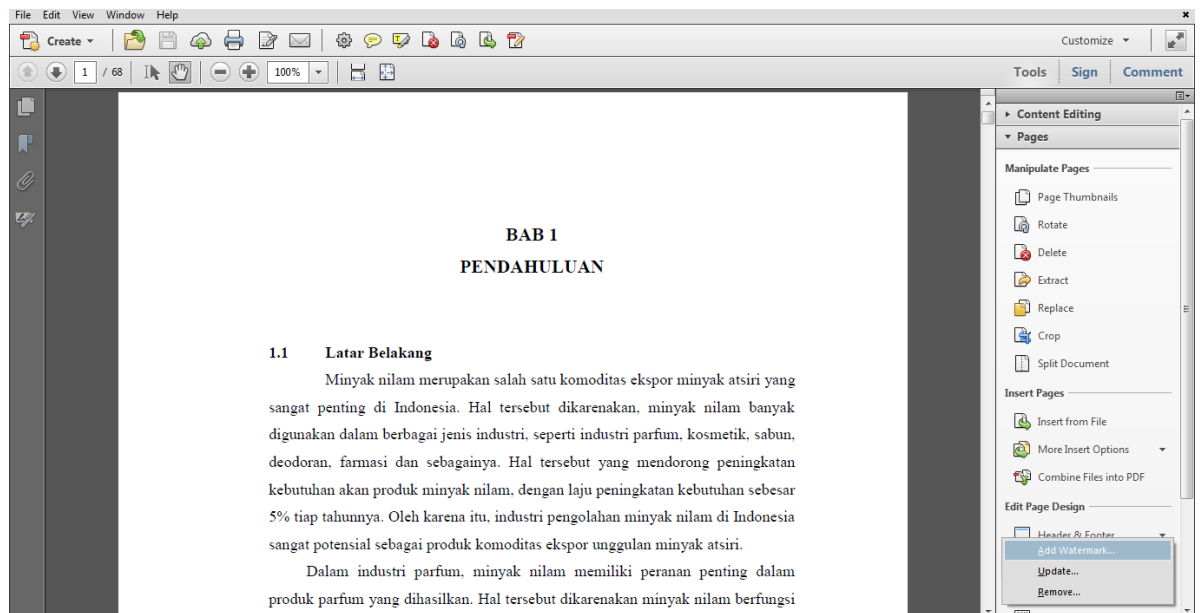 File Edit View Window Help
Create
1 / 68
100%
Customize
Tools Sign Comment
Content Editing
Pages
Manipulate Pages
Page Thumbnails
Rotate
Delete
Extract
Replace
Crop
Split Document
Insert Pages
Insert from File
More Insert Options
Combine Files into PDF
Edit Page Design
Header & Footer
Add Watermark...
Update...
Remove...
BAB 1
PENDAHULUAN
1.1 Latar Belakang
Minyak nilam merupakan salah satu komoditas ekspor minyak atsiri yang
sangat penting di Indonesia. Hal tersebut dikarenakan, minyak nilam banyak
digunakan dalam berbagai jenis industri, seperti industri parfum, kosmetik, sabun,
deodoran, farmasi dan sebagainya. Hal tersebut yang mendorong peningkatan
kebutuhan akan produk minyak nilam, dengan laju peningkatan kebutuhan sebesar
5% tiap tahunnya. Oleh karena itu, industri pengolahan minyak nilam di Indonesia
sangat potensial sebagai produk komoditas ekspor unggulan minyak atsiri.
Dalam industri parfum, minyak nilam memiliki peranan penting dalam
produk parfum yang dihasilkan. Hal tersebut dikarenakan minyak nilam berfungsi